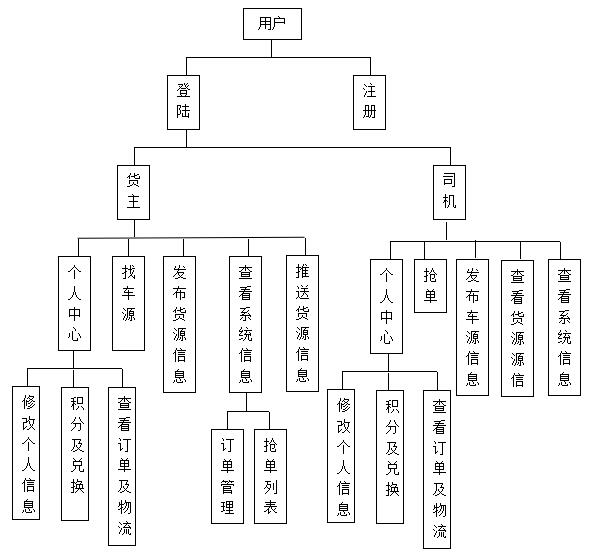 用户
登陆
注册
货主
司机
个人中心
找车源
发布货源信息
查看系统信息
推送货源信息
个人中心
抢单
发布车源信息
查看货源源信
查看系统信息
修改个人信息
积分及兑换
查看订单及物流
订单管理
抢单列表
修改个人信息
积分及兑换
查看订单及物流